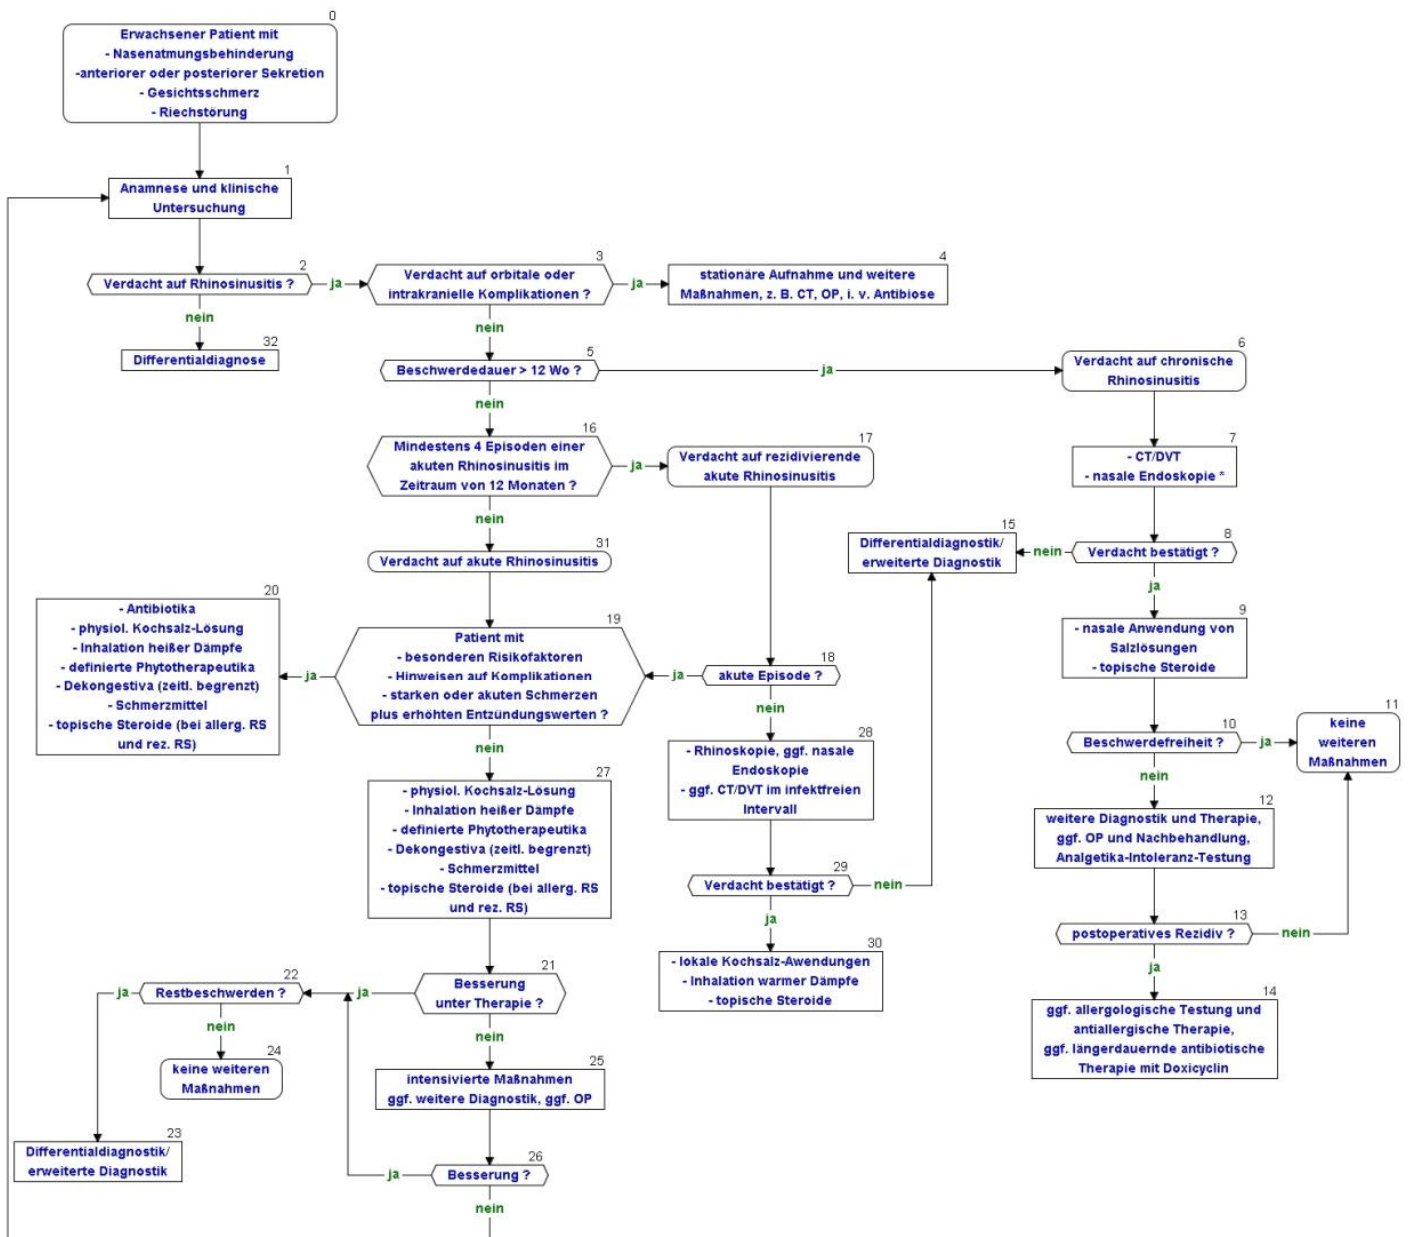 0
Erwachsener Patient mit
- Nasenatmungsbehinderung
-anteriorer oder posteriorer Sekretion
- Gesichtsschmerz
- Riechstörung
1
Anamnese und klinische
Untersuchung
2
Verdacht auf Rhinosinusitis ?
ja
nein
32
Differentialdiagnose
3
Verdacht auf orbitale oder
intrakranielle Komplikationen ?
ja
nein
4
stationäre Aufnahme und weitere
Maßnahmen, z. B. CT, OP, i. v. Antibiose
5
Beschwerdedauer > 12 Wo ?
ja
nein
6
Verdacht auf chronische
Rhinosinusitis
7
- CT/DVT
- nasale Endoskopie *
8
Verdacht bestätigt ?
nein
ja
15
Differentialdiagnostik/
erweiterte Diagnostik
9
- nasale Anwendung von
Salzlösungen
- topische Steroide
10
Beschwerdefreiheit ?
ja
nein
11
keine
weiteren
Maßnahmen
12
weitere Diagnostik und Therapie,
ggf. OP und Nachbehandlung,
Analgetika-Intoleranz-Testung
13
postoperatives Rezidiv ?
nein
ja
14
ggf. allergologische Testung und
antiallergische Therapie,
ggf. längerdauernde antibiotische
Therapie mit Doxicyclin
16
Mindestens 4 Episoden einer
akuten Rhinosinusitis im
Zeitraum von 12 Monaten ?
ja
nein
17
Verdacht auf rezidivierende
akute Rhinosinusitis
31
Verdacht auf akute Rhinosinusitis
18
akute Episode ?
ja
nein
19
Patient mit
- besonderen Risikofaktoren
- Hinweisen auf Komplikationen
- starken oder akuten Schmerzen
plus erhöhten Entzündungswerten ?
ja
nein
20
- Antibiotika
- physiol. Kochsalz-Lösung
- Inhalation heißer Dämpfe
- definierte Phytotherapeutika
- Dekongestiva (zeitl. begrenzt)
- Schmerzmittel
- topische Steroide (bei allerg. RS
und rez. RS)
27
- physiol. Kochsalz-Lösung
- Inhalation heißer Dämpfe
- definierte Phytotherapeutika
- Dekongestiva (zeitl. begrenzt)
- Schmerzmittel
- topische Steroide (bei allerg. RS
und rez. RS)
28
- Rhinoskopie, ggf. nasale
Endoskopie
- ggf. CT/DVT im infektfreien
Intervall
29
Verdacht bestätigt ?
nein
ja
30
- lokale Kochsalz-Awendungen
- Inhalation warmer Dämpfe
- topische Steroide
21
Besserung
unter Therapie ?
ja
nein
22
Restbeschwerden ?
ja
nein
24
keine weiteren
Maßnahmen
23
Differentialdiagnostik/
erweiterte Diagnostik
25
intensivierte Maßnahmen
ggf. weitere Diagnostik, ggf. OP
26
Besserung ?
ja
nein